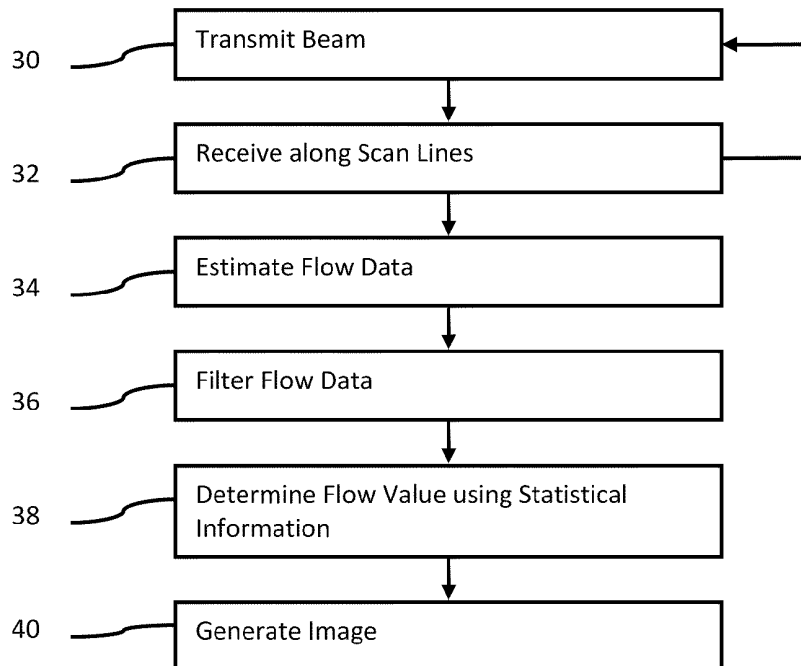 30 Transmit Beam
32 Receive along Scan Lines
34 Estimate Flow Data
36 Filter Flow Data
38 Determine Flow Value using Statistical
Information
40 Generate Image